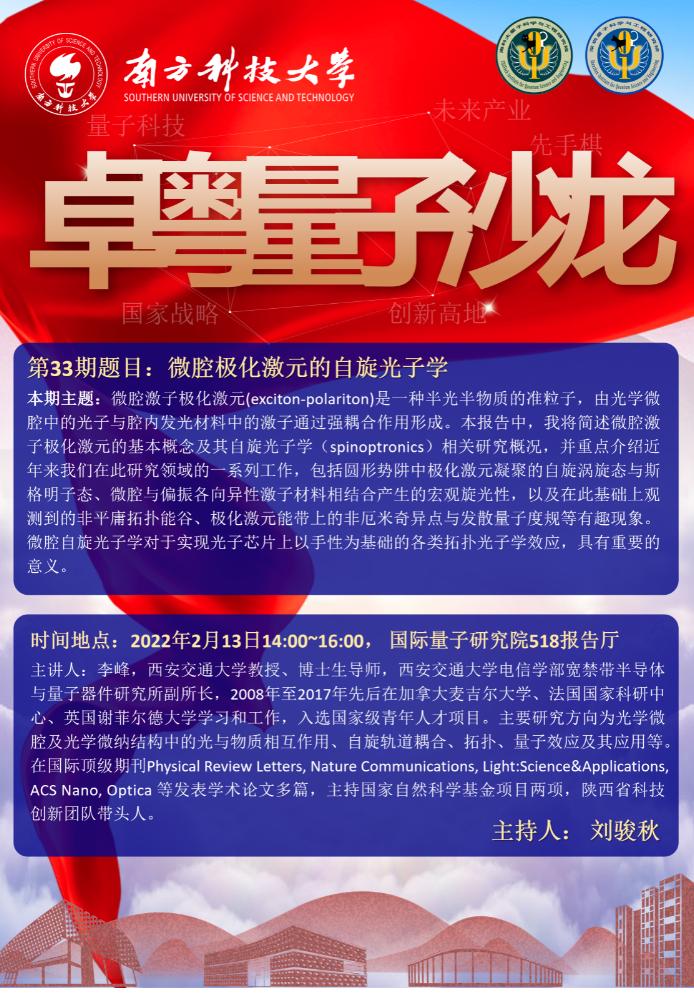 南方科技大学
SOUTHERN UNIVERSITY OF SCIENCE AND TECHNOLOGY
量子科技
未来产业
先手棋
卓粤量子沙龙
国家战略
创新高地
第33期题目：微腔极化激元的自旋光子学
本期主题：微腔激子极化激元(exciton-polariton)是一种半光半物质的准粒子，由光学微
腔中的光子与腔内发光材料中的激子通过强耦合作用形成。本报告中，我将简述微腔激
子极化激元的基本概念及其自旋光子学（spinoptronics）相关研究概况，并重点介绍近
年来我们在此研究领域的一系列工作，包括圆形势阱中极化激元凝聚的自旋涡旋态与斯
格明子态、微腔与偏振各向异性激子材料相结合产生的宏观旋光性，以及在此基础上观
测到的非平庸拓扑能谷、极化激元能带上的非厄米奇异点与发散量子度规等有趣现象。
微腔自旋光子学对于实现光子芯片上以手性为基础的各类拓扑光子学效应，具有重要的
意义。
时间地点：2022年2月13日14:00~16:00， 国际量子研究院518报告厅
主讲人：李峰，西安交通大学教授、博士生导师，西安交通大学电信学部宽禁带半导体
与量子器件研究所副所长，2008年至2017年先后在加拿大麦吉尔大学、法国国家科研中
心、英国谢菲尔德大学学习和工作，入选国家级青年人才项目。主要研究方向为光学微
腔及光学微纳结构中的光与物质相互作用、自旋轨道耦合、拓扑、量子效应及其应用等。
在国际顶级期刊Physical Review Letters, Nature Communications, Light:Science&Applications,
ACS Nano, Optica 等发表学术论文多篇，主持国家自然科学基金项目两项，陕西省科技
创新团队带头人。
主持人： 刘骏秋